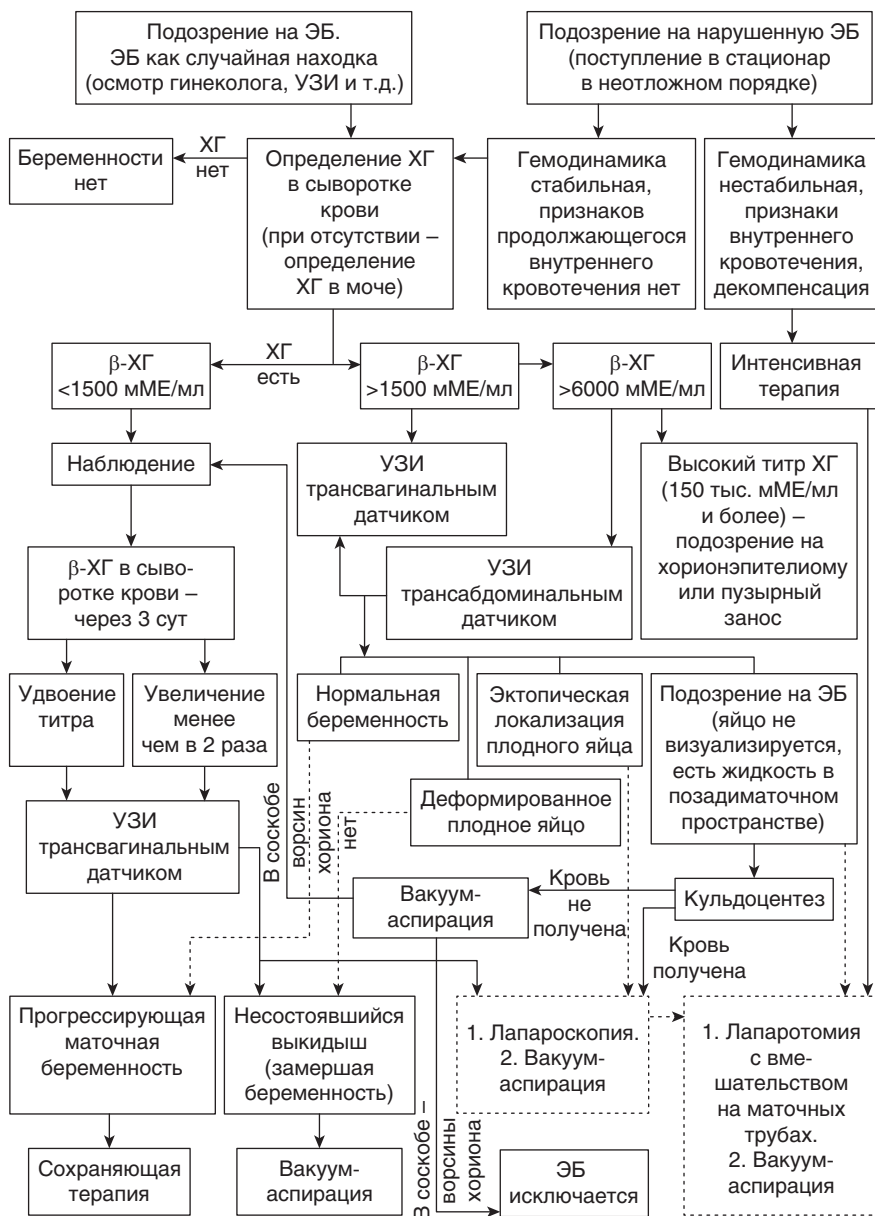 Подозрение на ЭБ.
ЭБ как случайная находка
(осмотр гинеколога, УЗИ и т.д.)
Подозрение на нарушенную ЭБ
(поступление в стационар
в неотложном порядке)
Беременности
нет
ХГ
нет
Определение ХГ
в сыворотке
крови
(при отсутствии –
определение
ХГ в моче)
Гемодинамика
стабильная,
признаков
продолжающегося
внутреннего
кровотечения нет
Гемодинамика
нестабильная,
признаки
внутреннего
кровотечения,
декомпенсация
β-ХГ
<1500 мМЕ/мл
ХГ
есть
β-ХГ
>1500 мМЕ/мл
β-ХГ
>6000 мМЕ/мл
Интенсивная
терапия
Наблюдение
УЗИ
трансвагинальным
датчиком
Высокий титр ХГ
(150 тыс. мМЕ/мл
и более) –
подозрение на
хорионэпителиому
или пузырный
занос
β-ХГ в сыво-
ротке крови –
через 3 сут
УЗИ
трансабдоминальным
датчиком
Удвоение
титра
Увеличение
менее
чем в 2 раза
Нормальная
беременность
Эктопическая
локализация
плодного яйца
Подозрение на ЭБ
(яйцо не
визуализируется,
есть жидкость в
позадиматочном
пространстве)
Деформированное
плодное яйцо
УЗИ
трансвагинальным
датчиком
В соскобе
ворсин
хориона
нет
Вакуум-
аспирация
Кровь
не
получена
Кульдоцентез
Кровь
получена
Прогрессирующая
маточная
беременность
Несостоявшийся
выкидыш
(замершая
беременность)
1. Лапароскопия.
2. Вакуум-
аспирация
1. Лапаротомия
с вме-
шательством
на маточных
трубах.
2. Вакуум-
аспирация
Сохраняющая
терапия
Вакуум-
аспирация
В соскобе –
ворсины
хориона
ЭБ
исключается